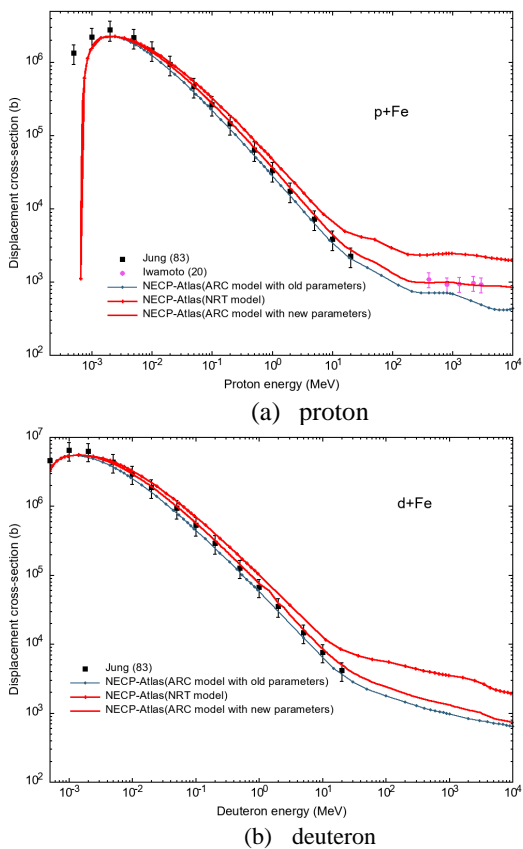 10^6
10^5
10^4
10^3
10^2
Displacement cross-section (b)
p+Fe
Jung (83)
Iwamoto (20)
NECP-Atlas(ARC model with old parameters)
NECP-Atlas(NRT model)
NECP-Atlas(ARC model with new parameters)
10^-3 10^-2 10^-1 10^0 10^1 10^2 10^3 10^4
Proton energy (MeV)
(a) proton
10^7
10^6
10^5
10^4
10^3
10^2
Displacement cross-section (b)
d+Fe
Jung (83)
NECP-Atlas(ARC model with old parameters)
NECP-Atlas(NRT model)
NECP-Atlas(ARC model with new parameters)
10^-3 10^-2 10^-1 10^0 10^1 10^2 10^3 10^4
Deuteron energy (MeV)
(b) deuteron